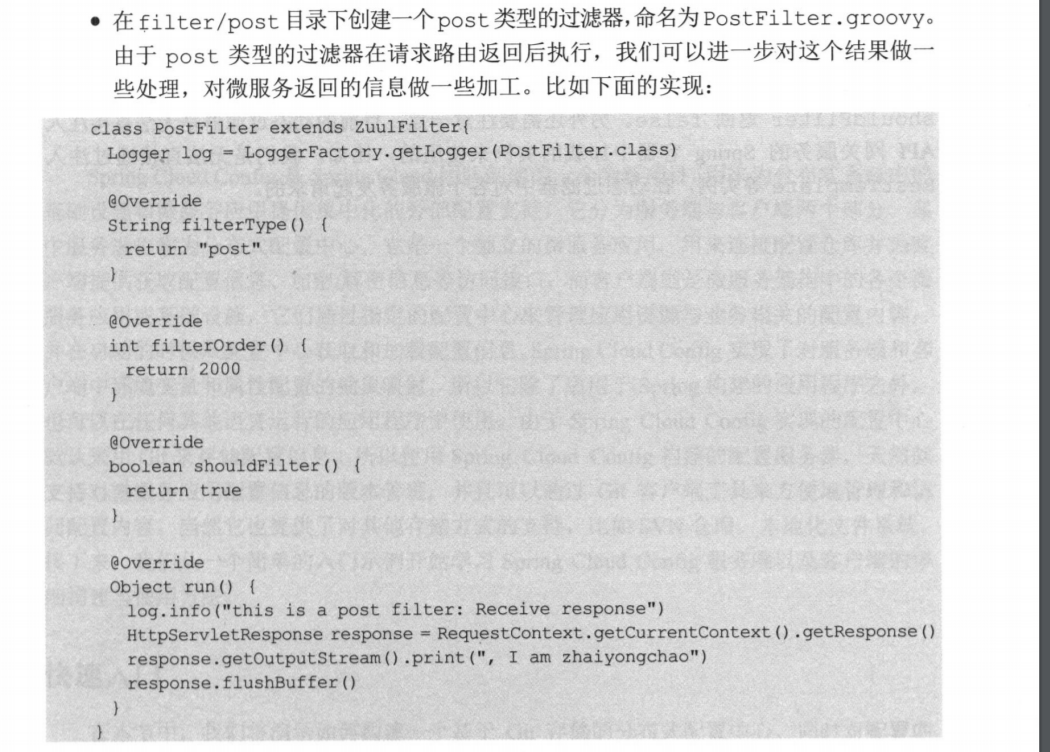 • 在filter/post 目录下创建一个post 类型的过滤器,命名为PostFilter.groovy。
由于 post 类型的过滤器在请求路由返回后执行，我们可以进一步对这个结果做一
些处理，对微服务返回的信息做一些加工。比如下面的实现：
class PostFilter extends ZuulFilter{
Logger log = LoggerFactory.getLogger(PostFilter.class)
@Override
String filterType() {
return "post"
}
@Override
int filterOrder() {
return 2000
}
@Override
boolean shouldFilter() {
return true
}
@Override
Object run() {
log.info("this is a post filter: Receive response")
HttpServletResponse response = RequestContext.getCurrentContext().getResponse()
response.getOutputStream().print(", I am zhaiyongchao")
response.flushBuffer()
}
}